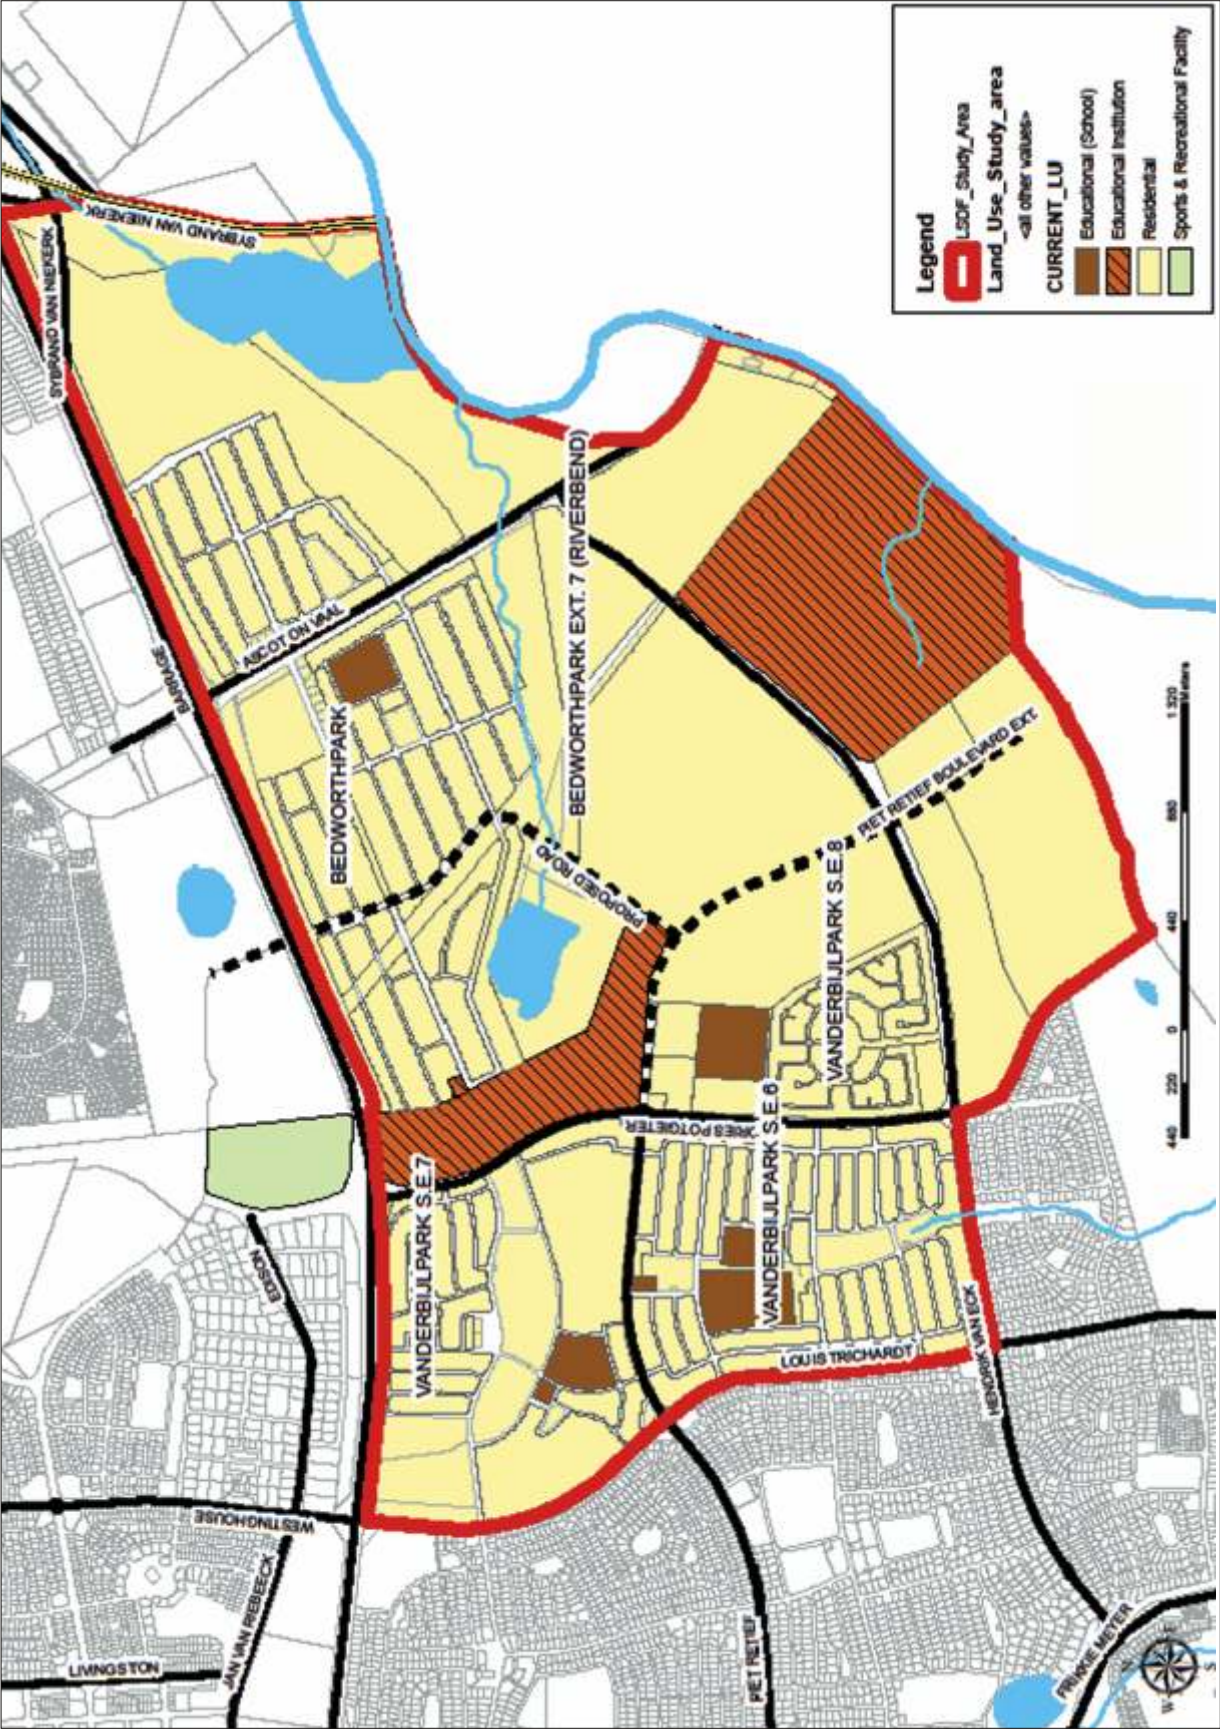 SYBRAND VAN NIEKERK
SYBRAND VAN NIEKERK
BARRAGE
ASCOT ON VAAL
BEDWORTHPARK
BEDWORTHPARK EXT. 7 (RIVERBEND)
PROPOSED ROAD
PIET RETIEF BOULEVARD EXT.
VANDERBIJLPARK S.E.8
VANDERBIJLPARK S.E.6
VANDERBIJLPARK S.E.7
RIES POTGIETER
LOUIS TRICHARDT
HENDRIK VAN ECK
EDISON
WESTINGHOUSE
JAN VAN RIEBEECK
LIVINGSTON
PIET RETIEF
FRIKKIE MEYER
Legend
LSDF_Study_Area
Land_Use_Study_area
<all other values>
CURRENT_LU
Educational (School)
Educational Institution
Residential
Sports & Recreational Facility
440 220 0 440 880 1 320
Meters
N
W E
S